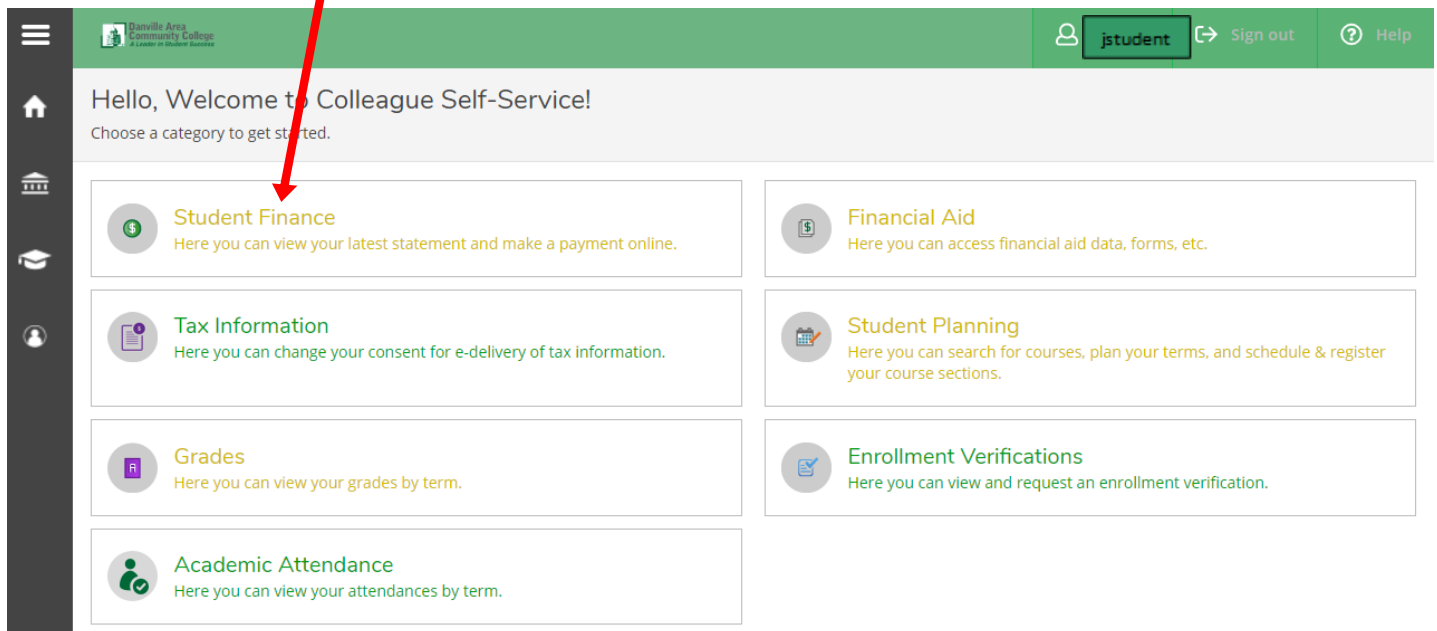 Danville Area
Community College
A Leader in Student Success
jstudent
Sign out
Help
Hello, Welcome to Colleague Self-Service!
Choose a category to get started.
Student Finance
Here you can view your latest statement and make a payment online.
Financial Aid
Here you can access financial aid data, forms, etc.
Tax Information
Here you can change your consent for e-delivery of tax information.
Student Planning
Here you can search for courses, plan your terms, and schedule & register
your course sections.
Grades
Here you can view your grades by term.
Enrollment Verifications
Here you can view and request an enrollment verification.
Academic Attendance
Here you can view your attendances by term.